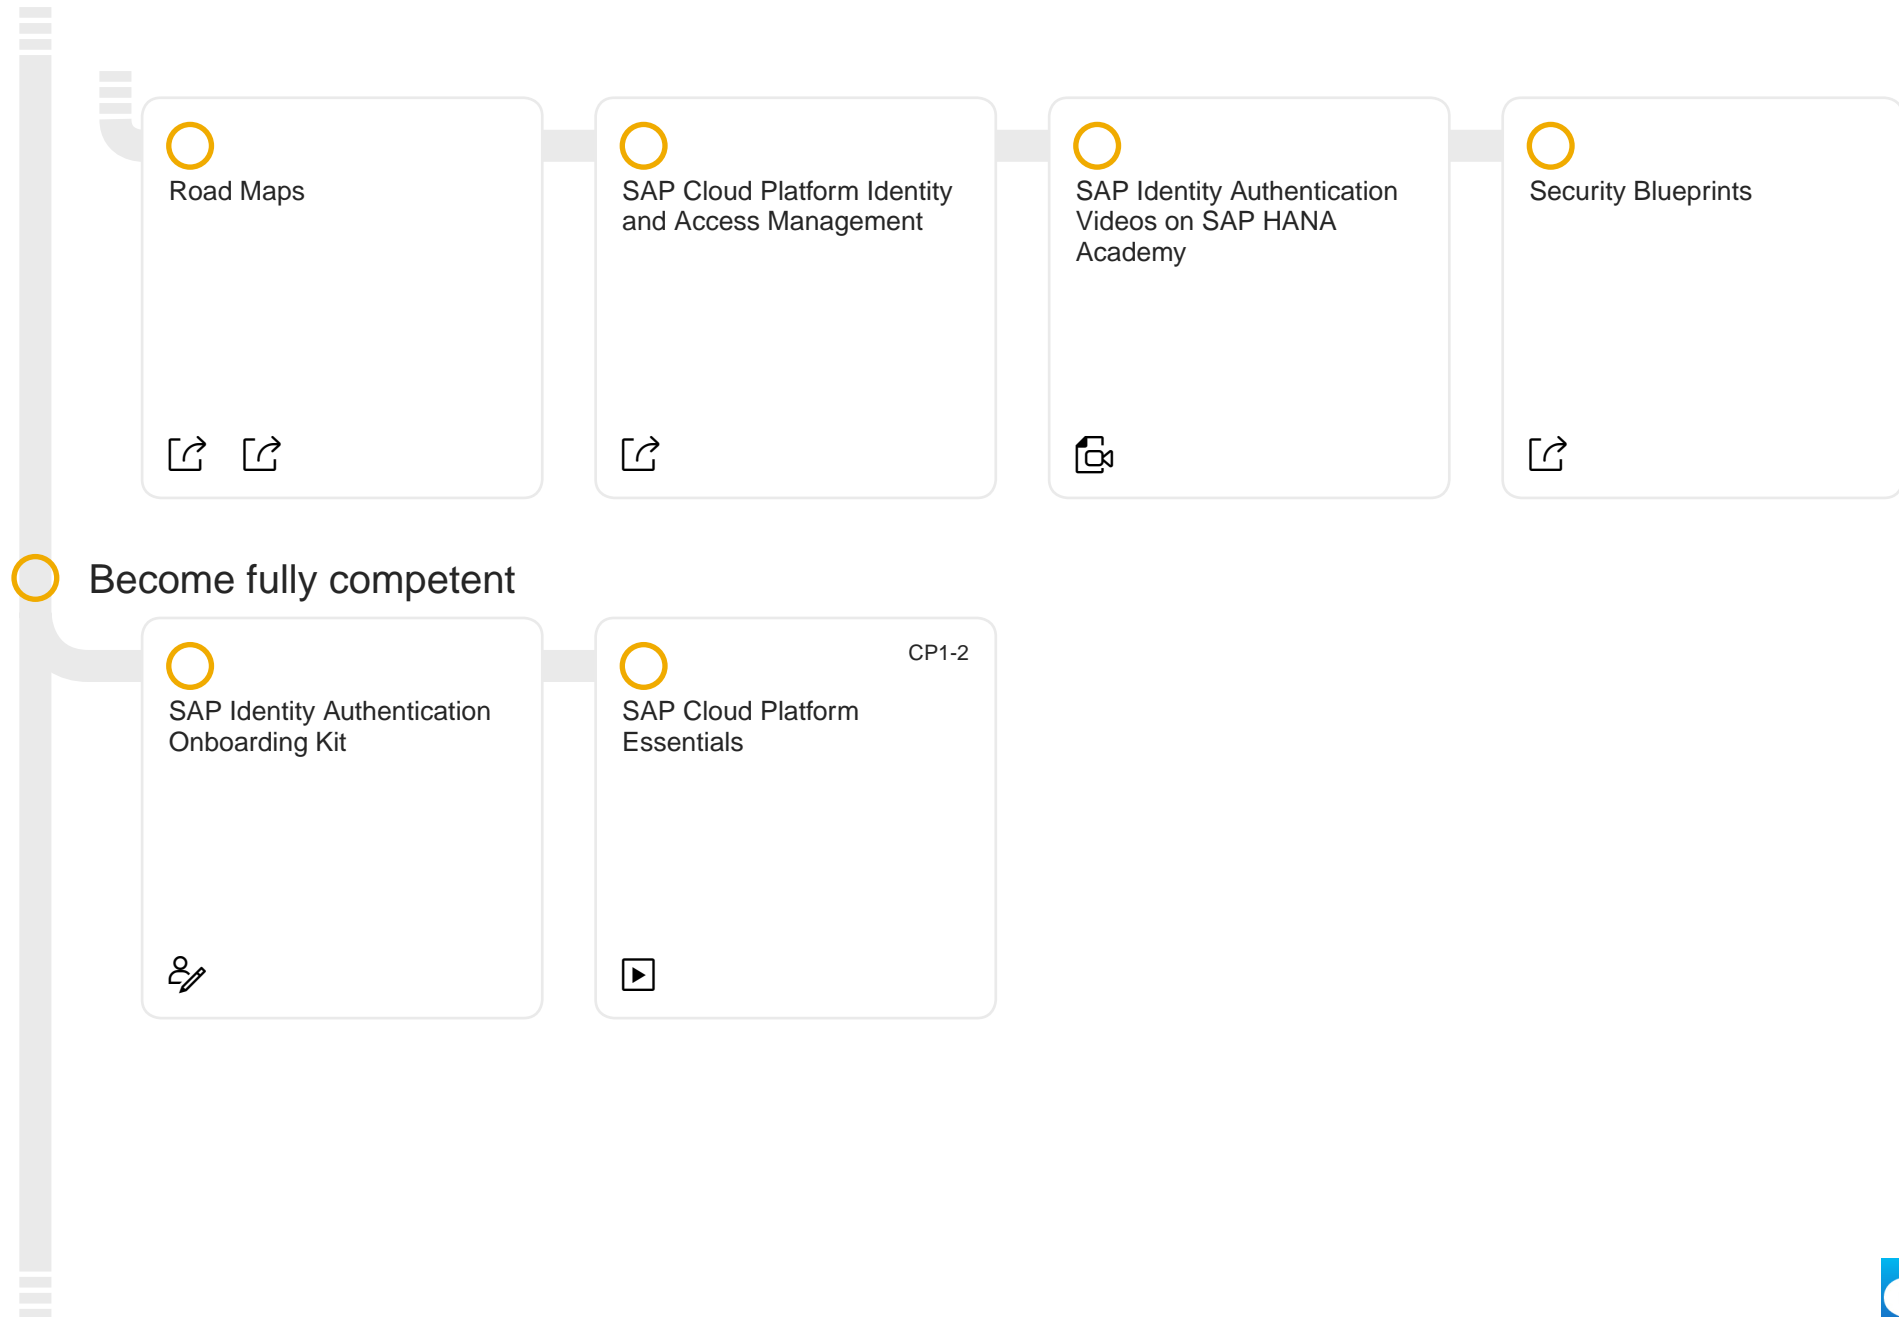 Road Maps
SAP Cloud Platform Identity
and Access Management
SAP Identity Authentication
Videos on SAP HANA
Academy
Security Blueprints
Become fully competent
SAP Identity Authentication
Onboarding Kit
CP1-2
SAP Cloud Platform
Essentials